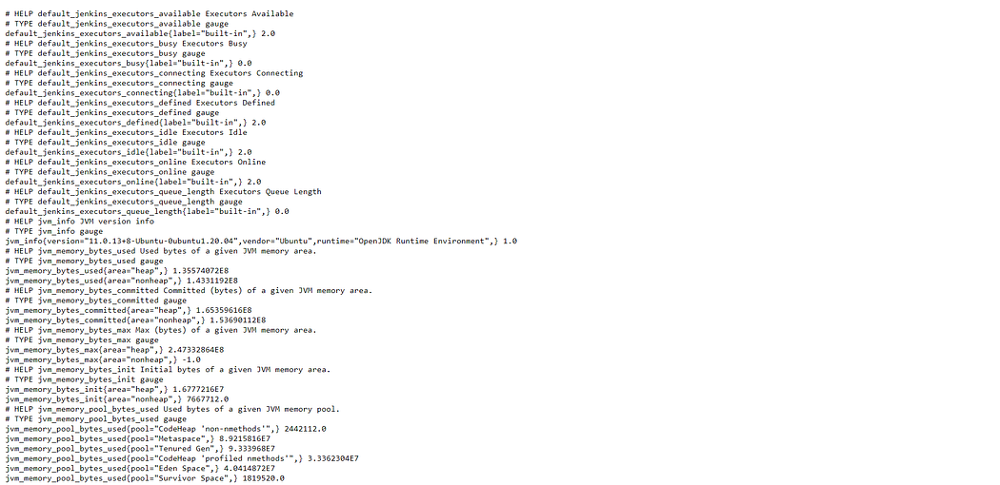 # HELP default_jenkins_executors_available Executors Available
# TYPE default_jenkins_executors_available gauge
default_jenkins_executors_available{label="built-in",} 2.0
# HELP default_jenkins_executors_busy Executors Busy
# TYPE default_jenkins_executors_busy gauge
default_jenkins_executors_busy{label="built-in",} 0.0
# HELP default_jenkins_executors_connecting Executors Connecting
# TYPE default_jenkins_executors_connecting gauge
default_jenkins_executors_connecting{label="built-in",} 0.0
# HELP default_jenkins_executors_defined Executors Defined
# TYPE default_jenkins_executors_defined gauge
default_jenkins_executors_defined{label="built-in",} 2.0
# HELP default_jenkins_executors_idle Executors Idle
# TYPE default_jenkins_executors_idle gauge
default_jenkins_executors_idle{label="built-in",} 2.0
# HELP default_jenkins_executors_online Executors Online
# TYPE default_jenkins_executors_online gauge
default_jenkins_executors_online{label="built-in",} 2.0
# HELP default_jenkins_executors_queue_length Executors Queue Length
# TYPE default_jenkins_executors_queue_length gauge
default_jenkins_executors_queue_length{label="built-in",} 0.0
# HELP jvm_info JVM version info
# TYPE jvm_info gauge
jvm_info{version="11.0.13+8-Ubuntu-0ubuntu1.20.04",vendor="Ubuntu",runtime="OpenJDK Runtime Environment",} 1.0
# HELP jvm_memory_bytes_used Used bytes of a given JVM memory area.
# TYPE jvm_memory_bytes_used gauge
jvm_memory_bytes_used{area="heap",} 1.35574072E8
jvm_memory_bytes_used{area="nonheap",} 1.4331192E8
# HELP jvm_memory_bytes_committed Committed (bytes) of a given JVM memory area.
# TYPE jvm_memory_bytes_committed gauge
jvm_memory_bytes_committed{area="heap",} 1.65359616E8
jvm_memory_bytes_committed{area="nonheap",} 1.53690112E8
# HELP jvm_memory_bytes_max Max (bytes) of a given JVM memory area.
# TYPE jvm_memory_bytes_max gauge
jvm_memory_bytes_max{area="heap",} 2.47332864E8
jvm_memory_bytes_max{area="nonheap",} -1.0
# HELP jvm_memory_bytes_init Initial bytes of a given JVM memory area.
# TYPE jvm_memory_bytes_init gauge
jvm_memory_bytes_init{area="heap",} 1.6777216E7
jvm_memory_bytes_init{area="nonheap",} 7667712.0
# HELP jvm_memory_pool_bytes_used Used bytes of a given JVM memory pool.
# TYPE jvm_memory_pool_bytes_used gauge
jvm_memory_pool_bytes_used{pool="CodeHeap 'non-nmethods'",} 2442112.0
jvm_memory_pool_bytes_used{pool="Metaspace",} 8.9215816E7
jvm_memory_pool_bytes_used{pool="Tenured Gen",} 9.333968E7
jvm_memory_pool_bytes_used{pool="CodeHeap 'profiled nmethods'",} 3.3362304E7
jvm_memory_pool_bytes_used{pool="Eden Space",} 4.0414872E7
jvm_memory_pool_bytes_used{pool="Survivor Space",} 1819520.0